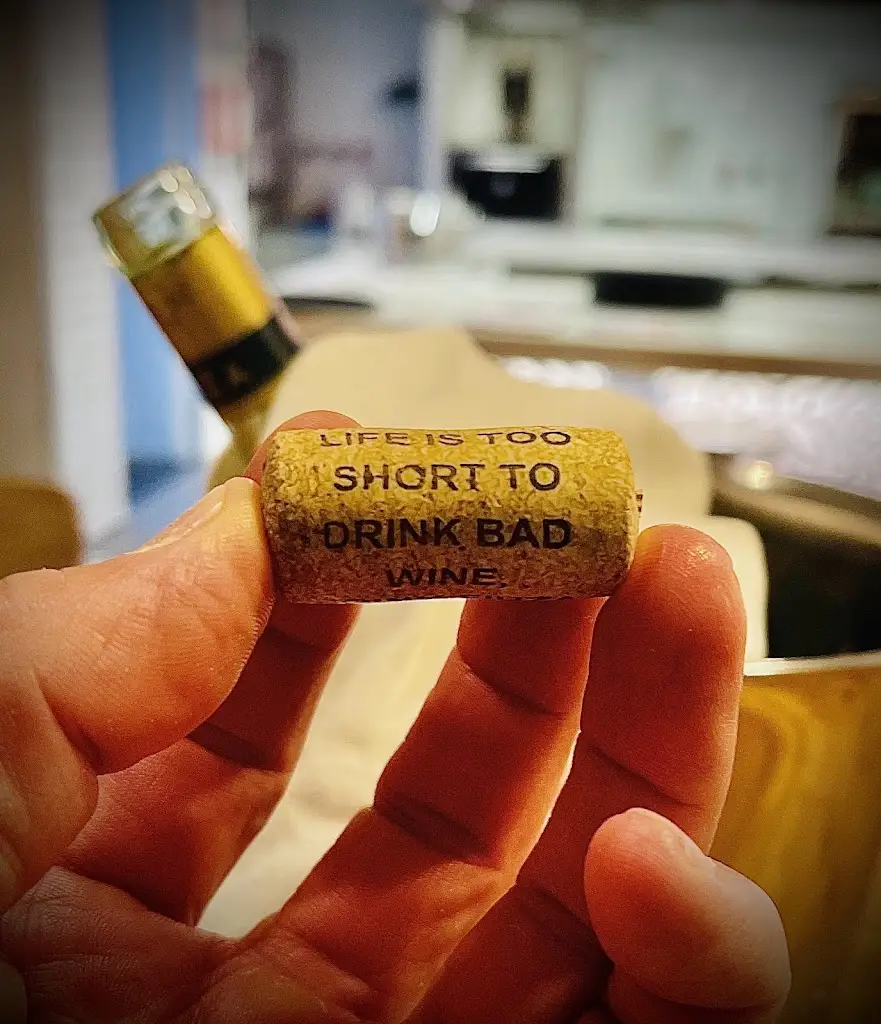 LIFE IS TOO
SHORT TO
DRINK BAD
WINE.